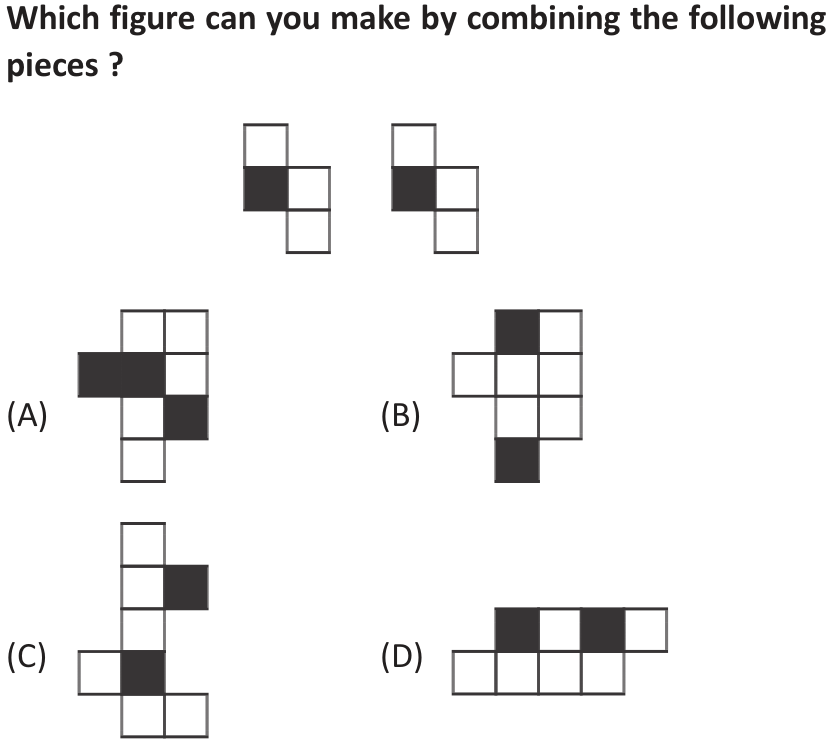 Which figure can you make by combining the following
pieces ?
(A)
(B)
(C)
(D)